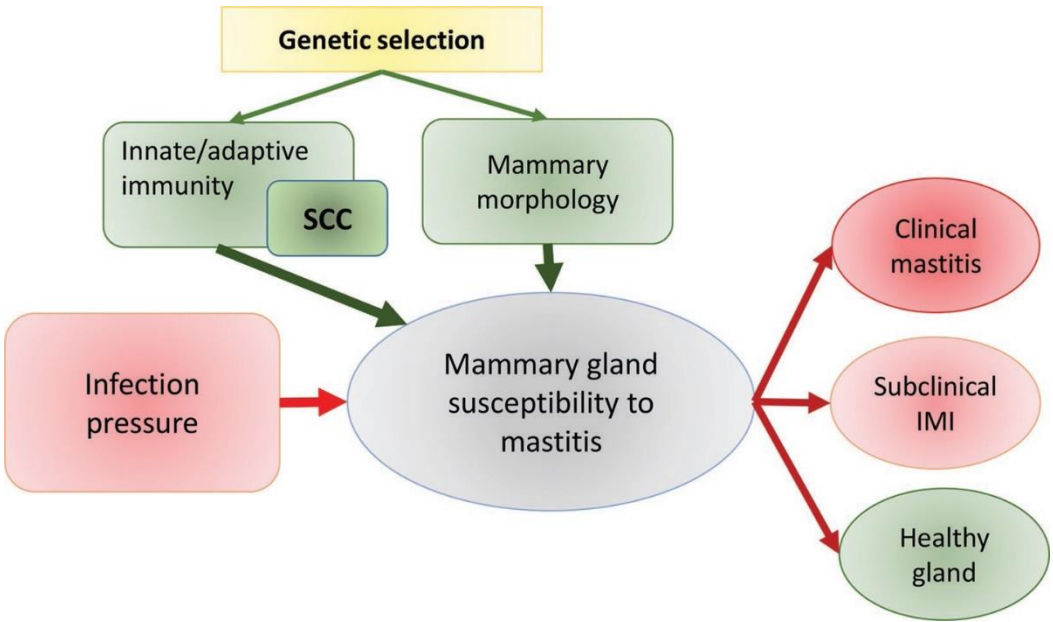 Genetic selection
Innate/adaptive
immunity
SCC
Mammary
morphology
Infection
pressure
Mammary gland
susceptibility to
mastitis
Clinical
mastitis
Subclinical
IMI
Healthy
gland